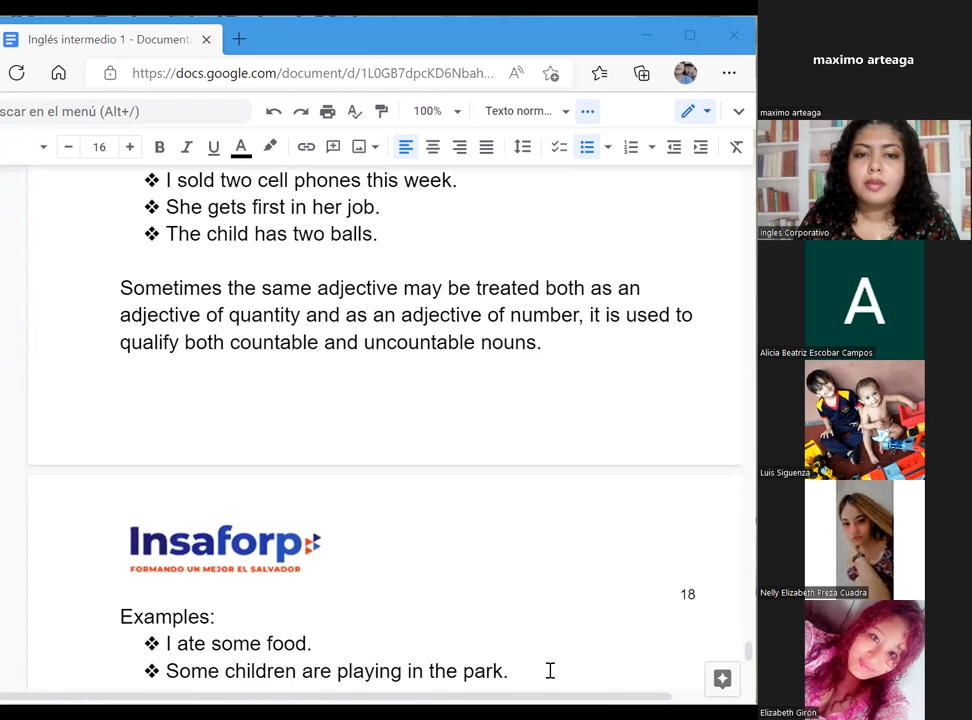 Inglés intermedio 1 - Document
https://docs.google.com/document/d/1L0GB7dpcKD6Nbah...
scar en el menú (Alt+/)
100%
Texto norm...
16
❖ I sold two cell phones this week.
❖ She gets first in her job.
❖ The child has two balls.
Sometimes the same adjective may be treated both as an
adjective of quantity and as an adjective of number, it is used to
qualify both countable and uncountable nouns.
Insaforp
FORMANDO UN MEJOR EL SALVADOR
18
Examples:
❖ I ate some food.
❖ Some children are playing in the park.
maximo arteaga
maximo arteaga
Ingles Corporativo
A
Alicia Beatriz Escobar Campos
Luis Siguenza
Nelly Elizabeth Preza Cuadra
Elizabeth Girón